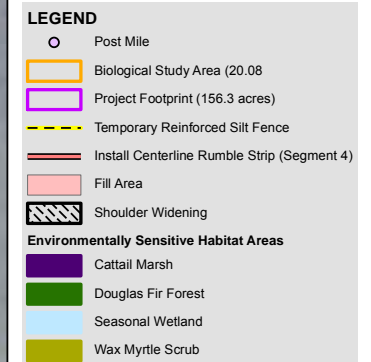 LEGEND
Post Mile
Biological Study Area (20.08
Project Footprint (156.3 acres)
Temporary Reinforced Silt Fence
Install Centerline Rumble Strip (Segment 4)
Fill Area
Shoulder Widening
Environmentally Sensitive Habitat Areas
Cattail Marsh
Douglas Fir Forest
Seasonal Wetland
Wax Myrtle Scrub